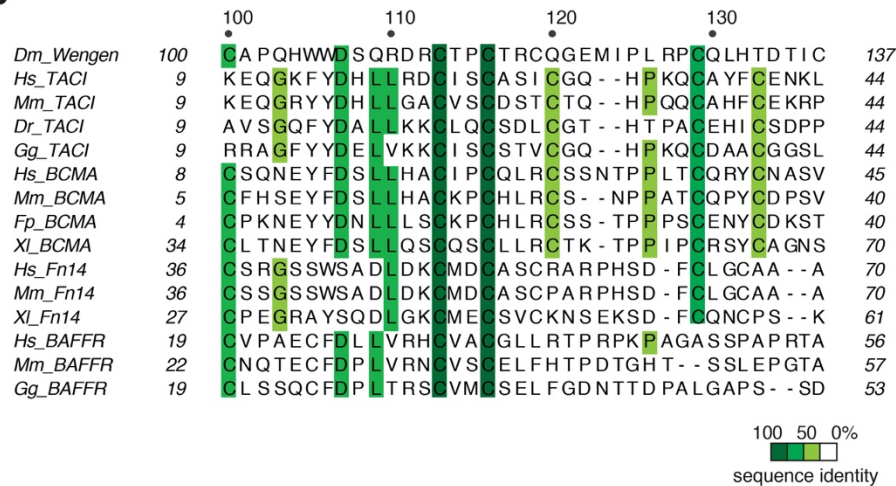 100 110 120 130
Dm_Wengen 100 CAPQHWWDSQRDRCTPCTRCQGEMIPLRPCQLHTDTIC 137
Hs_TACI 9 KEQGKFYDHLLRDCISCASICGQ--HPKQCAYFCENKL 44
Mm_TACI 9 KEQGRYYDHLLGACVSCDSTCTQ--HPQQCAHFCEKRP 44
Dr_TACI 9 AVSGQFYDALLKKCLQCSDLCGT--HTPACEHICSDPP 44
Gg_TACI 9 RRAGFYYDELVKKCISCSTVCGQ--HPKQCDAACGGSL 44
Hs_BCMA 8 CSQNEYFDSLLHACIPCQLRCSSNTPPLTCQRYCNASV 45
Mm_BCMA 5 CFHSEYFDSLLHACKPCHLRCS--NPPATCQPYCDPSV 40
Fp_BCMA 4 CPKNEYYDNLLLSCKPCHLRCSS-TPPPSCENYCDKST 40
Xl_BCMA 34 CLTNEYFDSLLQSCQSCLLRCTK-TPPIPCRSYCAGNS 70
Hs_Fn14 36 CSRGSSWSADLDKCMDCASCRARPHSD-FCLGCAA--A 70
Mm_Fn14 36 CSSGSSWSADLDKCMDCASCPARPHSD-FCLGCAA--A 70
Xl_Fn14 27 CPEGRAYSQDLGKCMECSVCKNSEKSD-FCQNCPS--K 61
Hs_BAFFR 19 CVPAECFDLLVRHCVACGLLRTPRPKPAGASSPAPRTA 56
Mm_BAFFR 22 CNQTECFDPLVRNCVSCELFHTPDTGHT--SSLEPGTA 57
Gg_BAFFR 19 CLSSQCFDPLTRSCVMCSELFGDNTTDPALGAPS--SD 53
100 50 0%
sequence identity